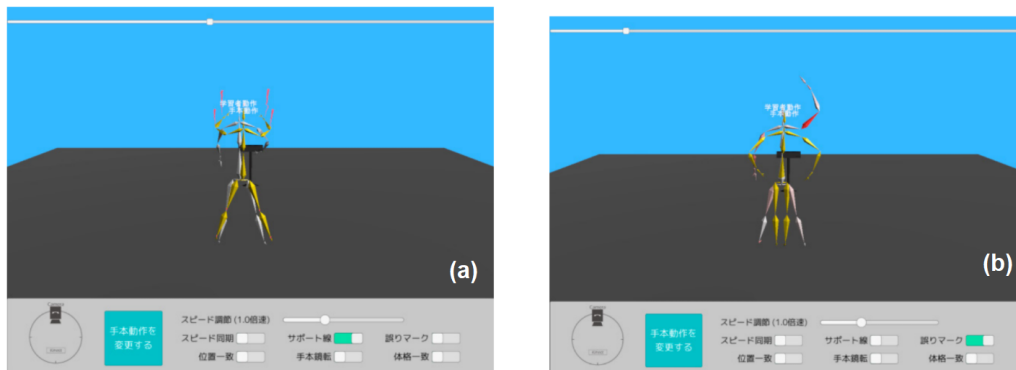 学習者動作
手本動作
(a)
Camera
手本動作を
変更する
スピード調節 (1.0倍速)
スピード同期
サポート線
誤りマーク
位置一致
手本鏡転
体格一致
学習者動作
手本動作
(b)
Camera
手本動作を
変更する
スピード調節 (1.0倍速)
スピード同期
サポート線
誤りマーク
位置一致
手本鏡転
体格一致